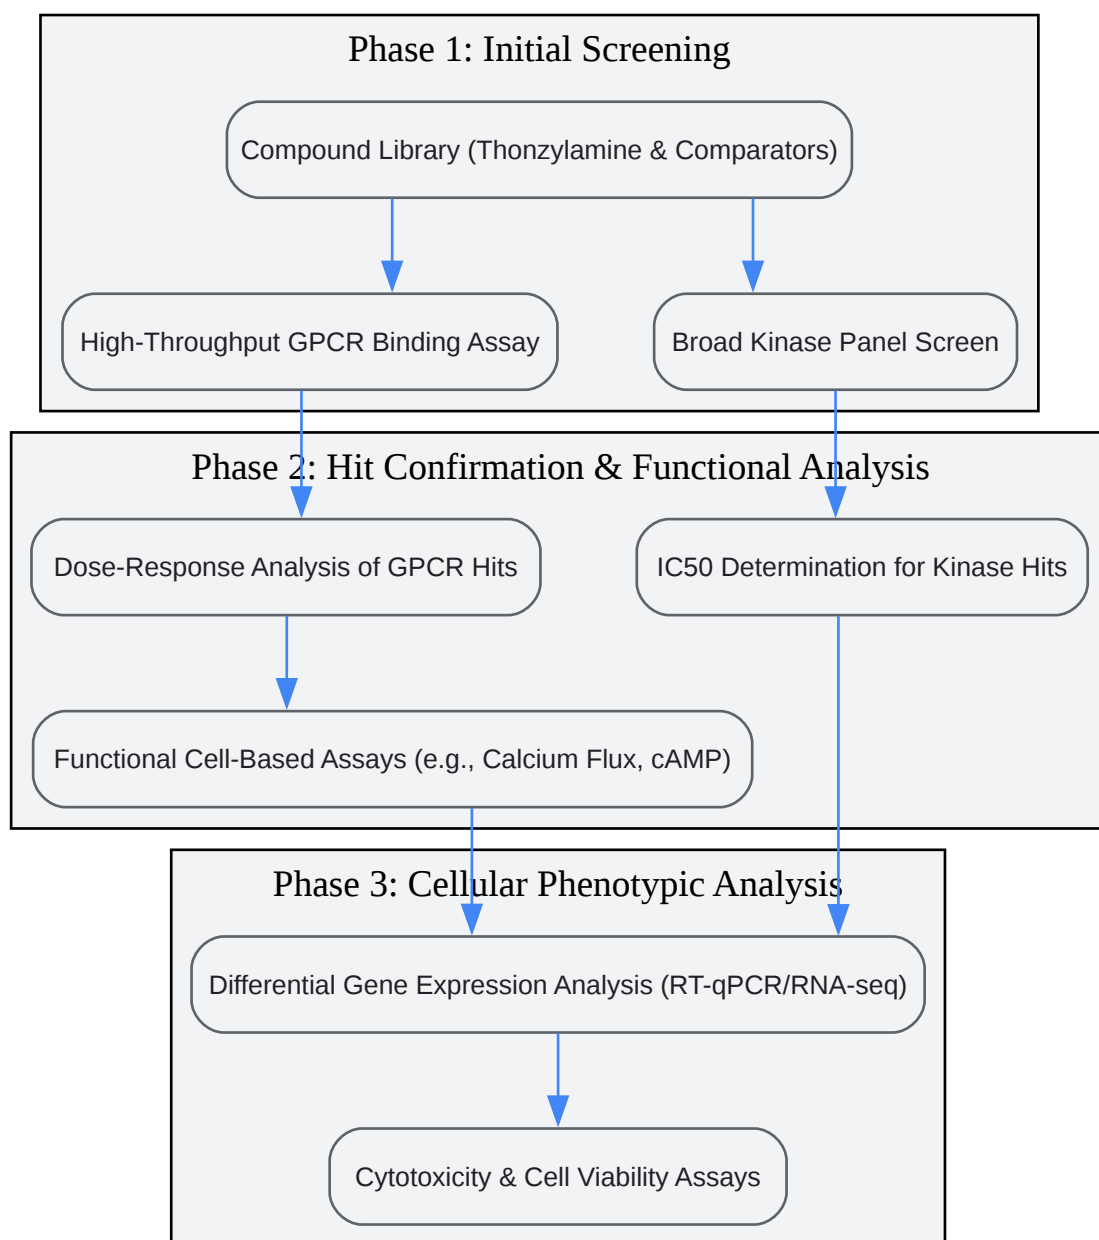 Phase 1: Initial Screening
Compound Library (Thonzylamine & Comparators)
High-Throughput GPCR Binding Assay
Broad Kinase Panel Screen
Phase 2: Hit Confirmation & Functional Analysis
Dose-Response Analysis of GPCR Hits
IC50 Determination for Kinase Hits
Functional Cell-Based Assays (e.g., Calcium Flux, cAMP)
Phase 3: Cellular Phenotypic Analysis
Differential Gene Expression Analysis (RT-qPCR/RNA-seq)
Cytotoxicity & Cell Viability Assays